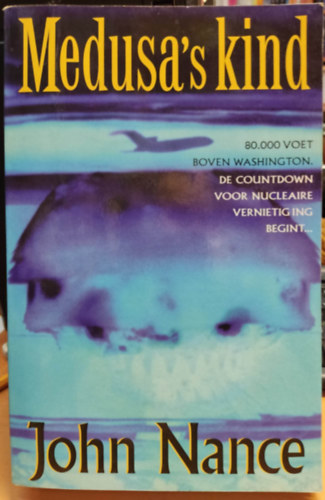 Medusa's kind
80.000 VOET
BOVEN WASHINGTON.
DE COUNTDOWN
VOOR NUCLEAIRE
VERNIETIGING
BEGINT...
John Nance